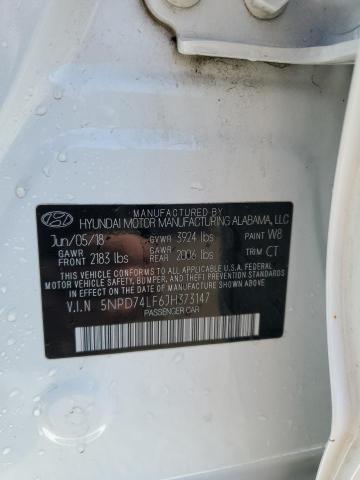 MANUFACTURED BY
HYUNDAI MOTOR MANUFACTURING ALABAMA, LLC
Jun/05/18 GVWR 3924 lbs PAINT W8
GAWR FRONT 2183 lbs GAWR REAR 2006 lbs TRIM CT
THIS VEHICLE CONFORMS TO ALL APPLICABLE U.S.A. FEDERAL
MOTOR VEHICLE SAFETY, BUMPER, AND THEFT PREVENTION
STANDARDS IN EFFECT ON THE DATE OF MANUFACTURE SHOWN ABOVE.
V.I.N 5NPD74LF6JH373147
PASSENGER CAR